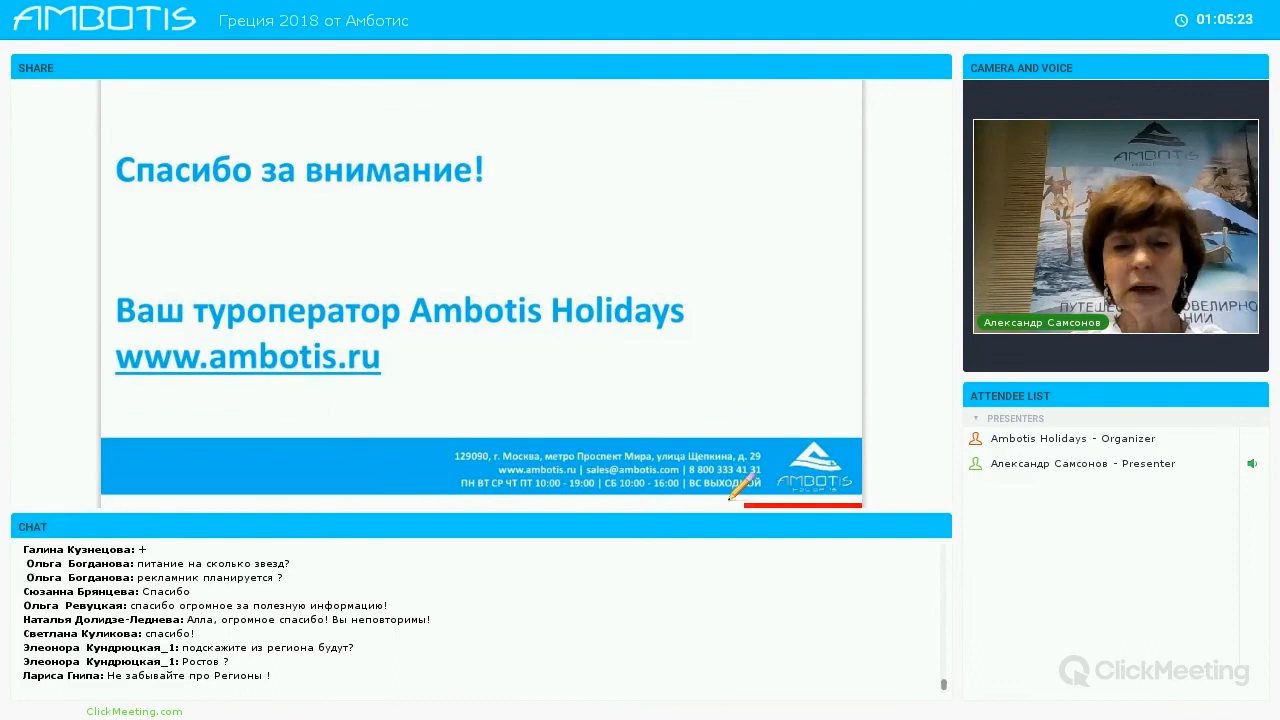 AMBOTIS
Греция 2018 от Амботис
01:05:23
SHARE
Спасибо за внимание!
Ваш туроператор Ambotis Holidays
www.ambotis.ru
129090, г. Москва, метро Проспект Мира, улица Щепкина, д. 29
www.ambotis.ru | sales@ambotis.com | 8 800 333 41 31
ПН ВТ СР ЧТ ПТ 10:00 - 19:00 | СБ 10:00 - 16:00 | ВС ВЫХОДНОЙ
AMBOTIS
HOLIDAYS
CAMERA AND VOICE
AMBOTIS
Александр Самсонов
ATTENDEE LIST
PRESENTERS
Ambotis Holidays - Organizer
Александр Самсонов - Presenter
CHAT
Галина Кузнецова: +
Ольга Богданова: питание на сколько звезд?
Ольга Богданова: рекламник планируется ?
Сюзанна Брянцева: Спасибо
Ольга Ревуцкая: спасибо огромное за полезную информацию!
Наталья Долидзе-Леднева: Алла, огромное спасибо! Вы неповторимы!
Светлана Куликова: спасибо!
Элеонора Кундрюцкая_1: подскажите из региона будут?
Элеонора Кундрюцкая_1: Ростов ?
Лариса Гнипа: Не забывайте про Регионы !
ClickMeeting
ClickMeeting.com